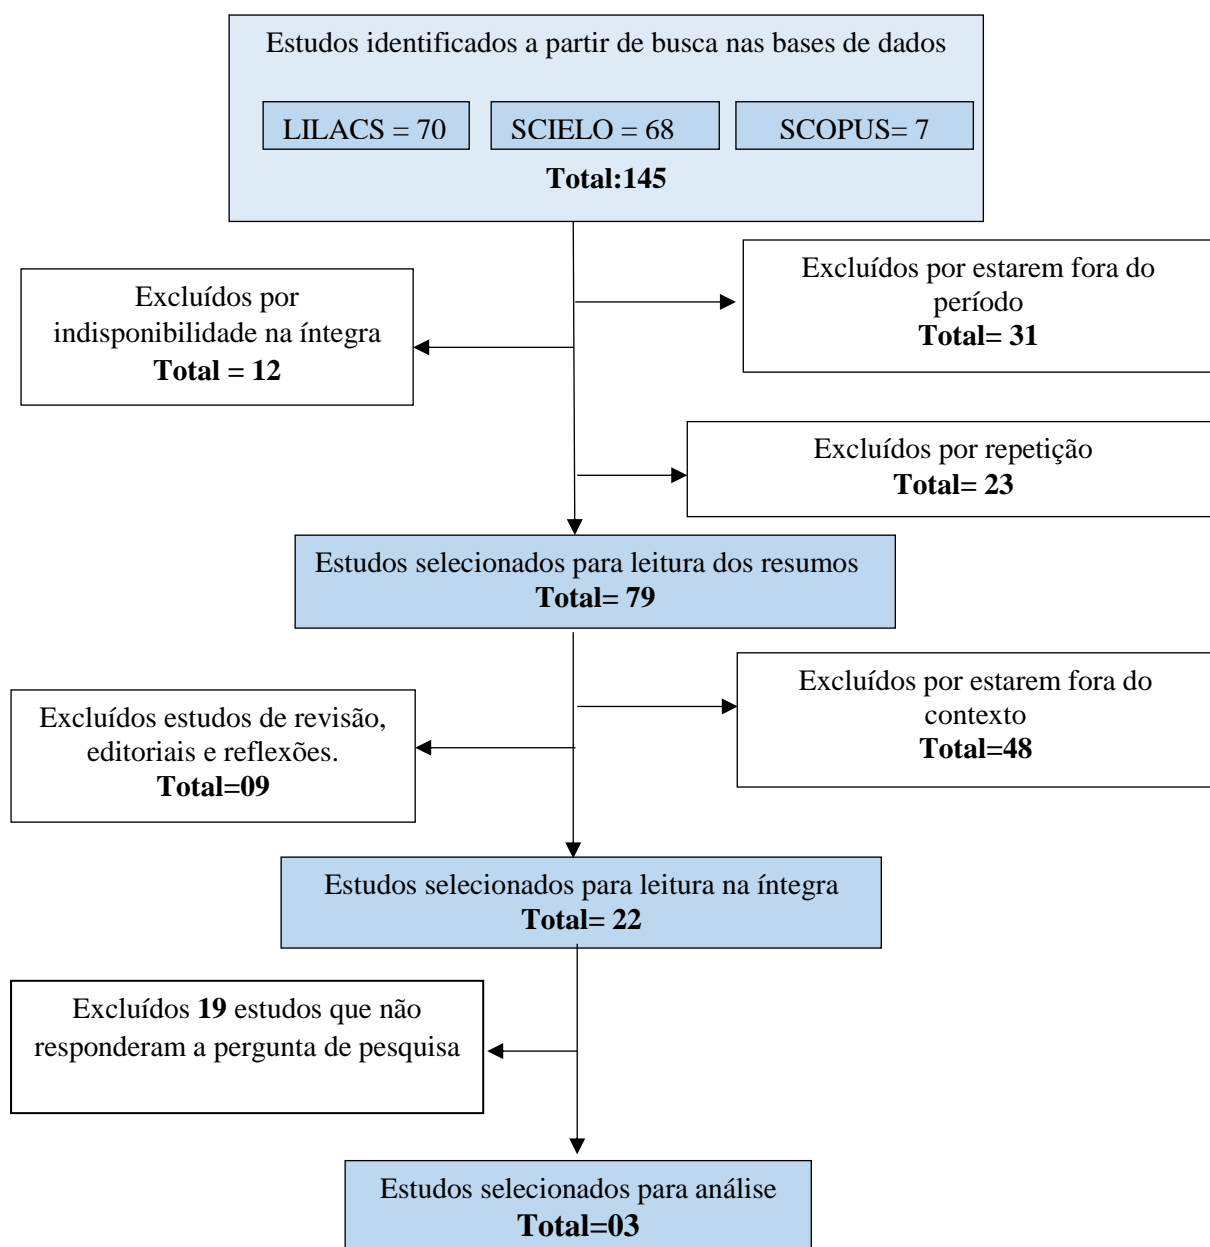 Estudos identificados a partir de busca nas bases de dados
LILACS = 70
SCIELO = 68
SCOPUS= 7
Total:145
Excluídos por estarem fora do
período
Total= 31
Excluídos por
indisponibilidade na íntegra
Total = 12
Excluídos por repetição
Total= 23
Estudos selecionados para leitura dos resumos
Total= 79
Excluídos por estarem fora do
contexto
Total=48
Excluídos estudos de revisão,
editoriais e reflexões.
Total=09
Estudos selecionados para leitura na íntegra
Total= 22
Excluídos 19 estudos que não
responderam a pergunta de pesquisa
Estudos selecionados para análise
Total=03